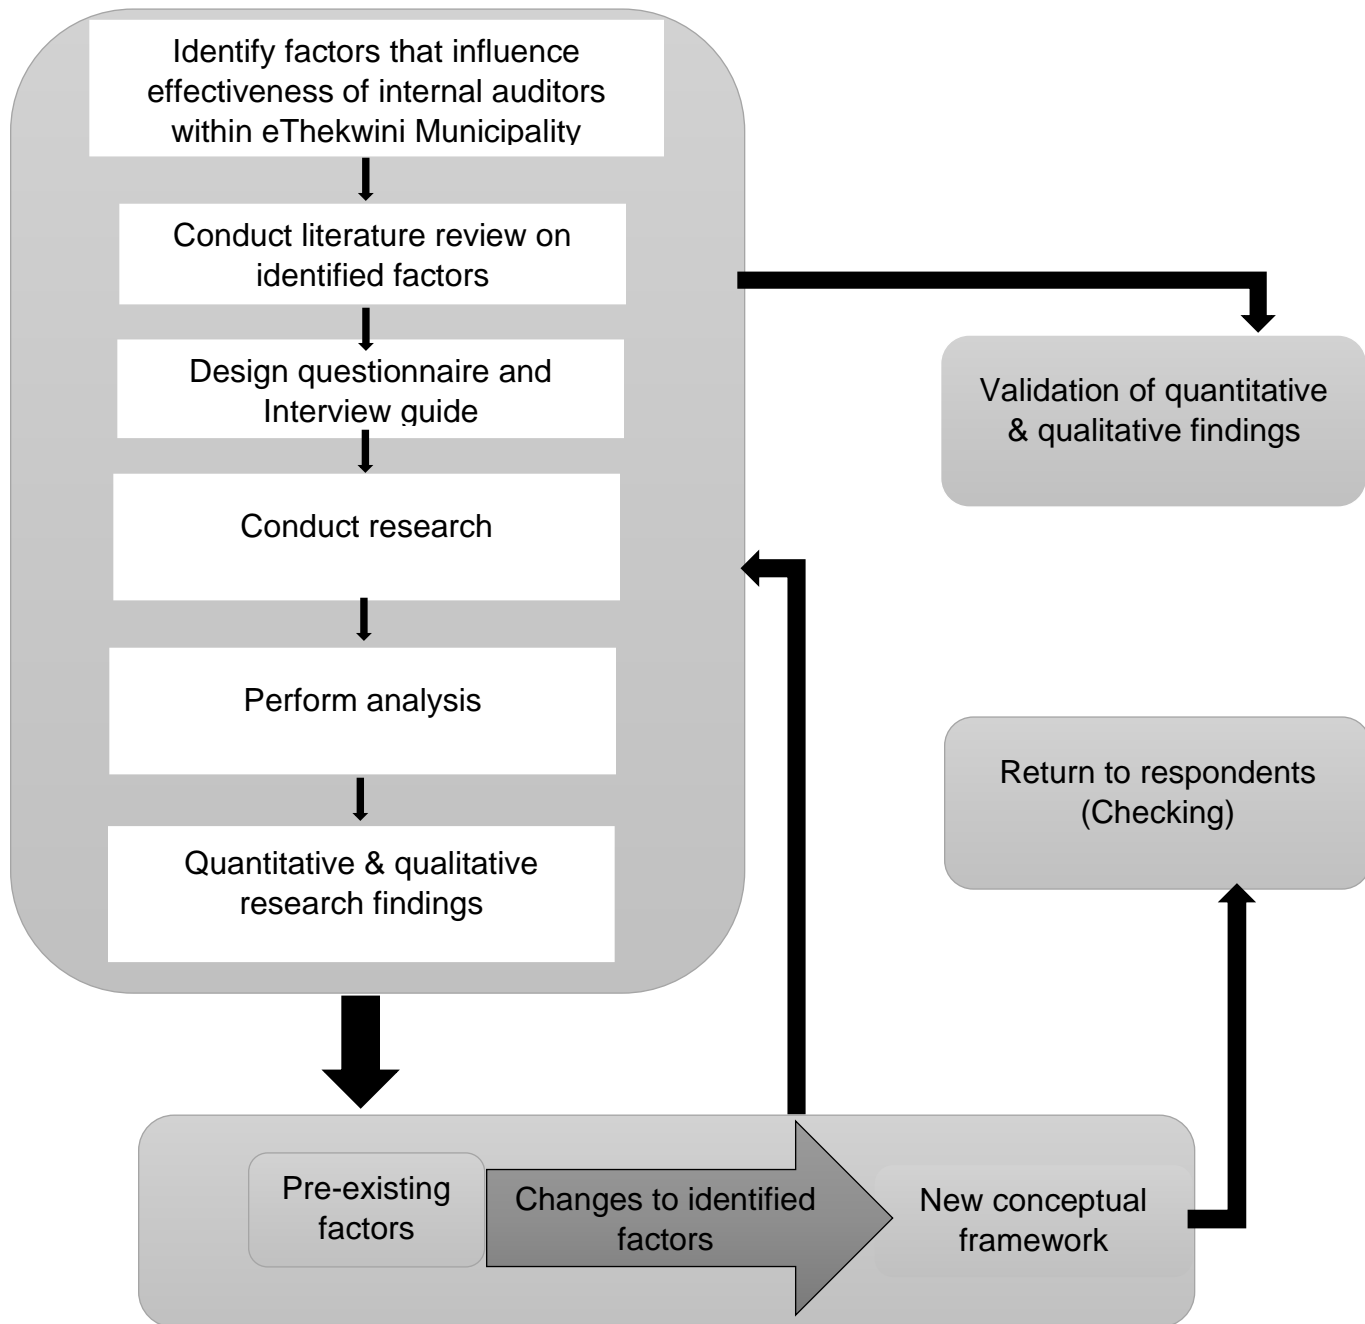 Identify factors that influence
effectiveness of internal auditors
within eThekwini Municipality
Conduct literature review on
identified factors
Design questionnaire and
Interview guide
Conduct research
Perform analysis
Quantitative & qualitative
research findings
Validation of quantitative
& qualitative findings
Return to respondents
(Checking)
Pre-existing
factors
Changes to identified
factors
New conceptual
framework